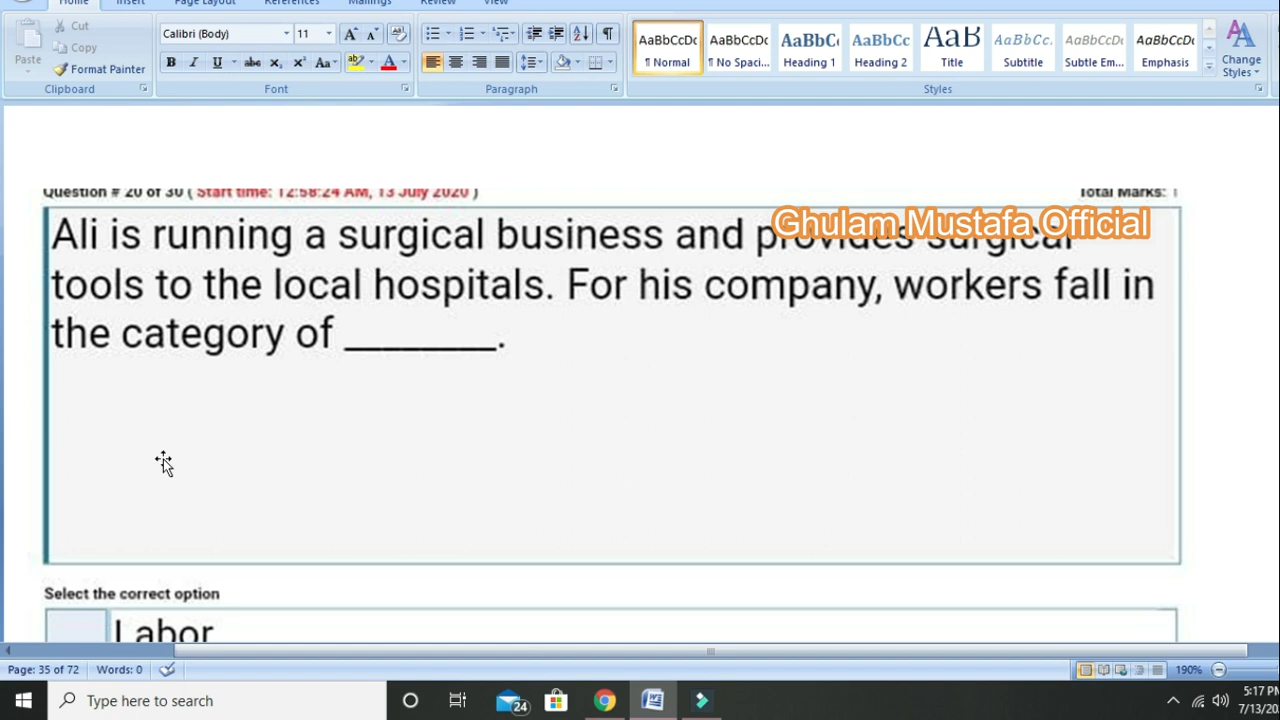 Home Insert Page Layout References Mailings Review View
Cut
Copy
Paste
Format Painter
Clipboard
Calibri (Body) 11
Font
Paragraph
AaBbCcDc AaBbCcDc AaBbC AaBbCc AaB AaBbCc. AaBbCcDc AaBbCcDc
¶ Normal ¶ No Spaci... Heading 1 Heading 2 Title Subtitle Subtle Em... Emphasis
Change Styles
Styles
Question # 20 of 30 ( Start time: 12:58:24 AM, 13 July 2020 ) Total Marks: 1
Ghulam Mustafa Official
Ali is running a surgical business and provides surgical
tools to the local hospitals. For his company, workers fall in
the category of ________.
Select the correct option
Labor
Page: 35 of 72 Words: 0 190%
Type here to search
24
5:17 PM
7/13/20